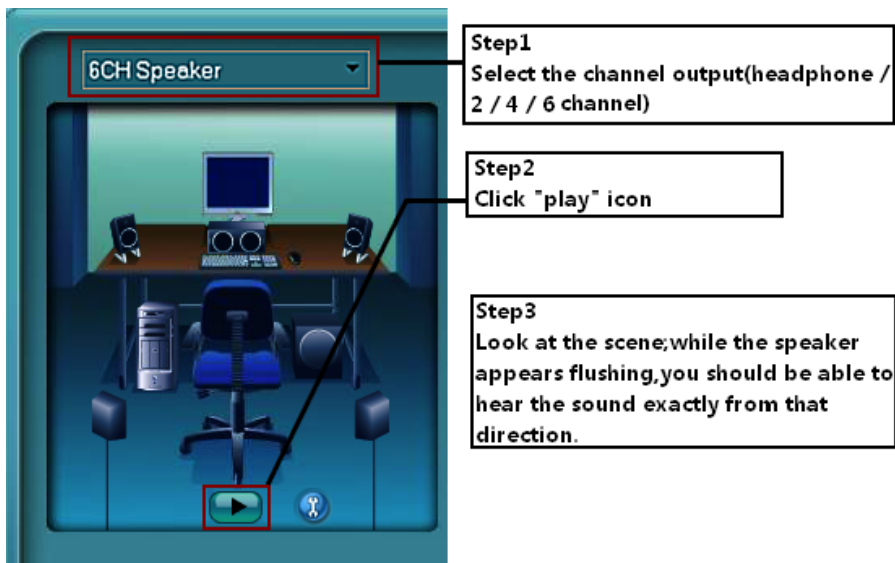 6CH Speaker
Step1
Select the channel output(headphone /
2 / 4 / 6 channel)
Step2
Click "play" icon
Step3
Look at the scene;while the speaker
appears flushing,you should be able to
hear the sound exactly from that
direction.